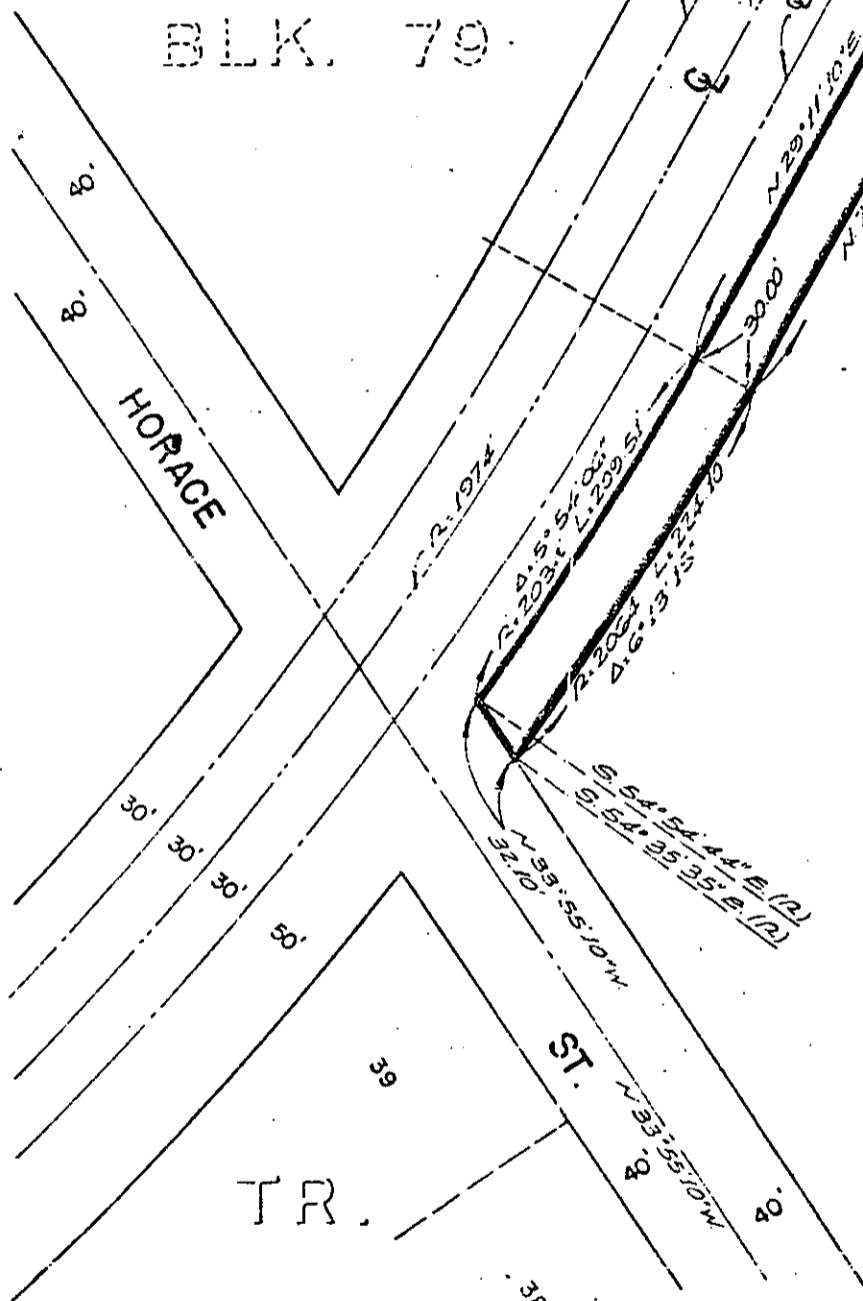 BLK. 79
40.
40.
HORACE
N 29°11'10"E.
30.00'
R=1974'
Δ=5°54'06"
R=2034' L=209.51'
R=2064' L=224.10'
Δ=6°13'15"
S. 54° 54' 44" E. (R)
S. 54° 35' 35" E. (R)
N 33°55'10"W.
32.10'
30'
30'
30'
50'
39
ST.
N 33°55'10"W.
40'
40'
TR.